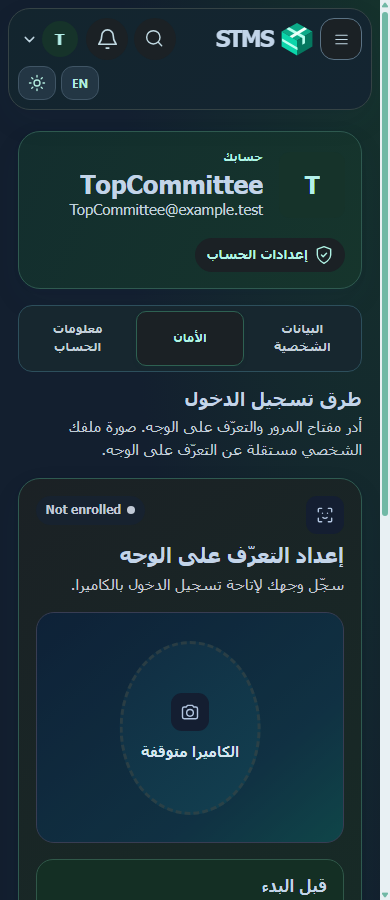 STMS
T
EN
حسابك
TopCommittee
TopCommittee@example.test
T
إعدادات الحساب
البيانات الشخصية
الأمان
معلومات الحساب
طرق تسجيل الدخول
أدر مفتاح المرور والتعرّف على الوجه. صورة ملفك
الشخصي مستقلة عن التعرّف على الوجه.
Not enrolled
إعداد التعرّف على الوجه
سجّل وجهك لإتاحة تسجيل الدخول بالكاميرا.
الكاميرا متوقفة
قبل البدء